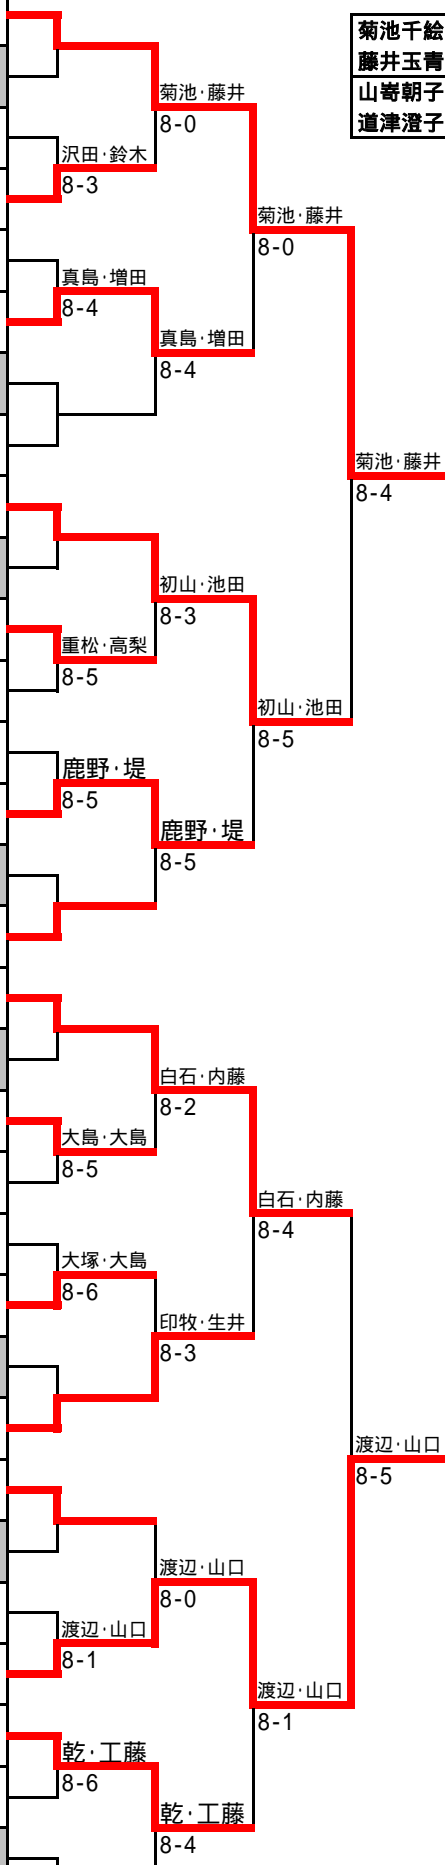 菊池千絵
藤井玉青
山嵜朝子
道津澄子
菊池・藤井
8-0
沢田・鈴木
8-3
菊池・藤井
8-0
真島・増田
8-4
真島・増田
8-4
菊池・藤井
8-4
初山・池田
8-3
重松・高梨
8-5
初山・池田
8-5
鹿野・堤
8-5
鹿野・堤
8-5
白石・内藤
8-2
大島・大島
8-5
白石・内藤
8-4
大塚・大島
8-6
印牧・生井
8-3
渡辺・山口
8-5
渡辺・山口
8-0
渡辺・山口
8-1
渡辺・山口
8-1
乾・工藤
8-6
乾・工藤
8-4